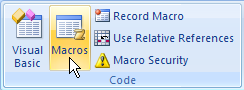 Visual
Basic
Macros
Record Macro
Use Relative References
Macro Security
Code